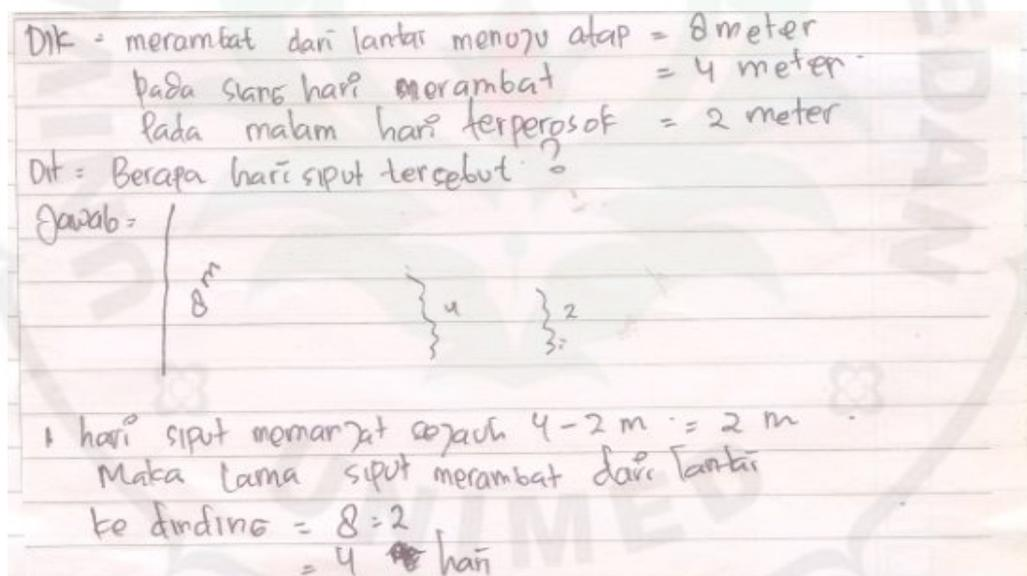 Dik = merambat dari lantai menuju atap = 8 meter
Pada siang hari merambat = 4 meter
Pada malam hari terperosok = 2 meter
Dit = Berapa hari siput tersebut ?
Jawab =
8 m
4
2
1 hari siput memanjat sejauh 4 - 2 m = 2 m
Maka lama siput merambat dari lantai
ke dinding = 8 : 2
= 4 hari
UNIMED